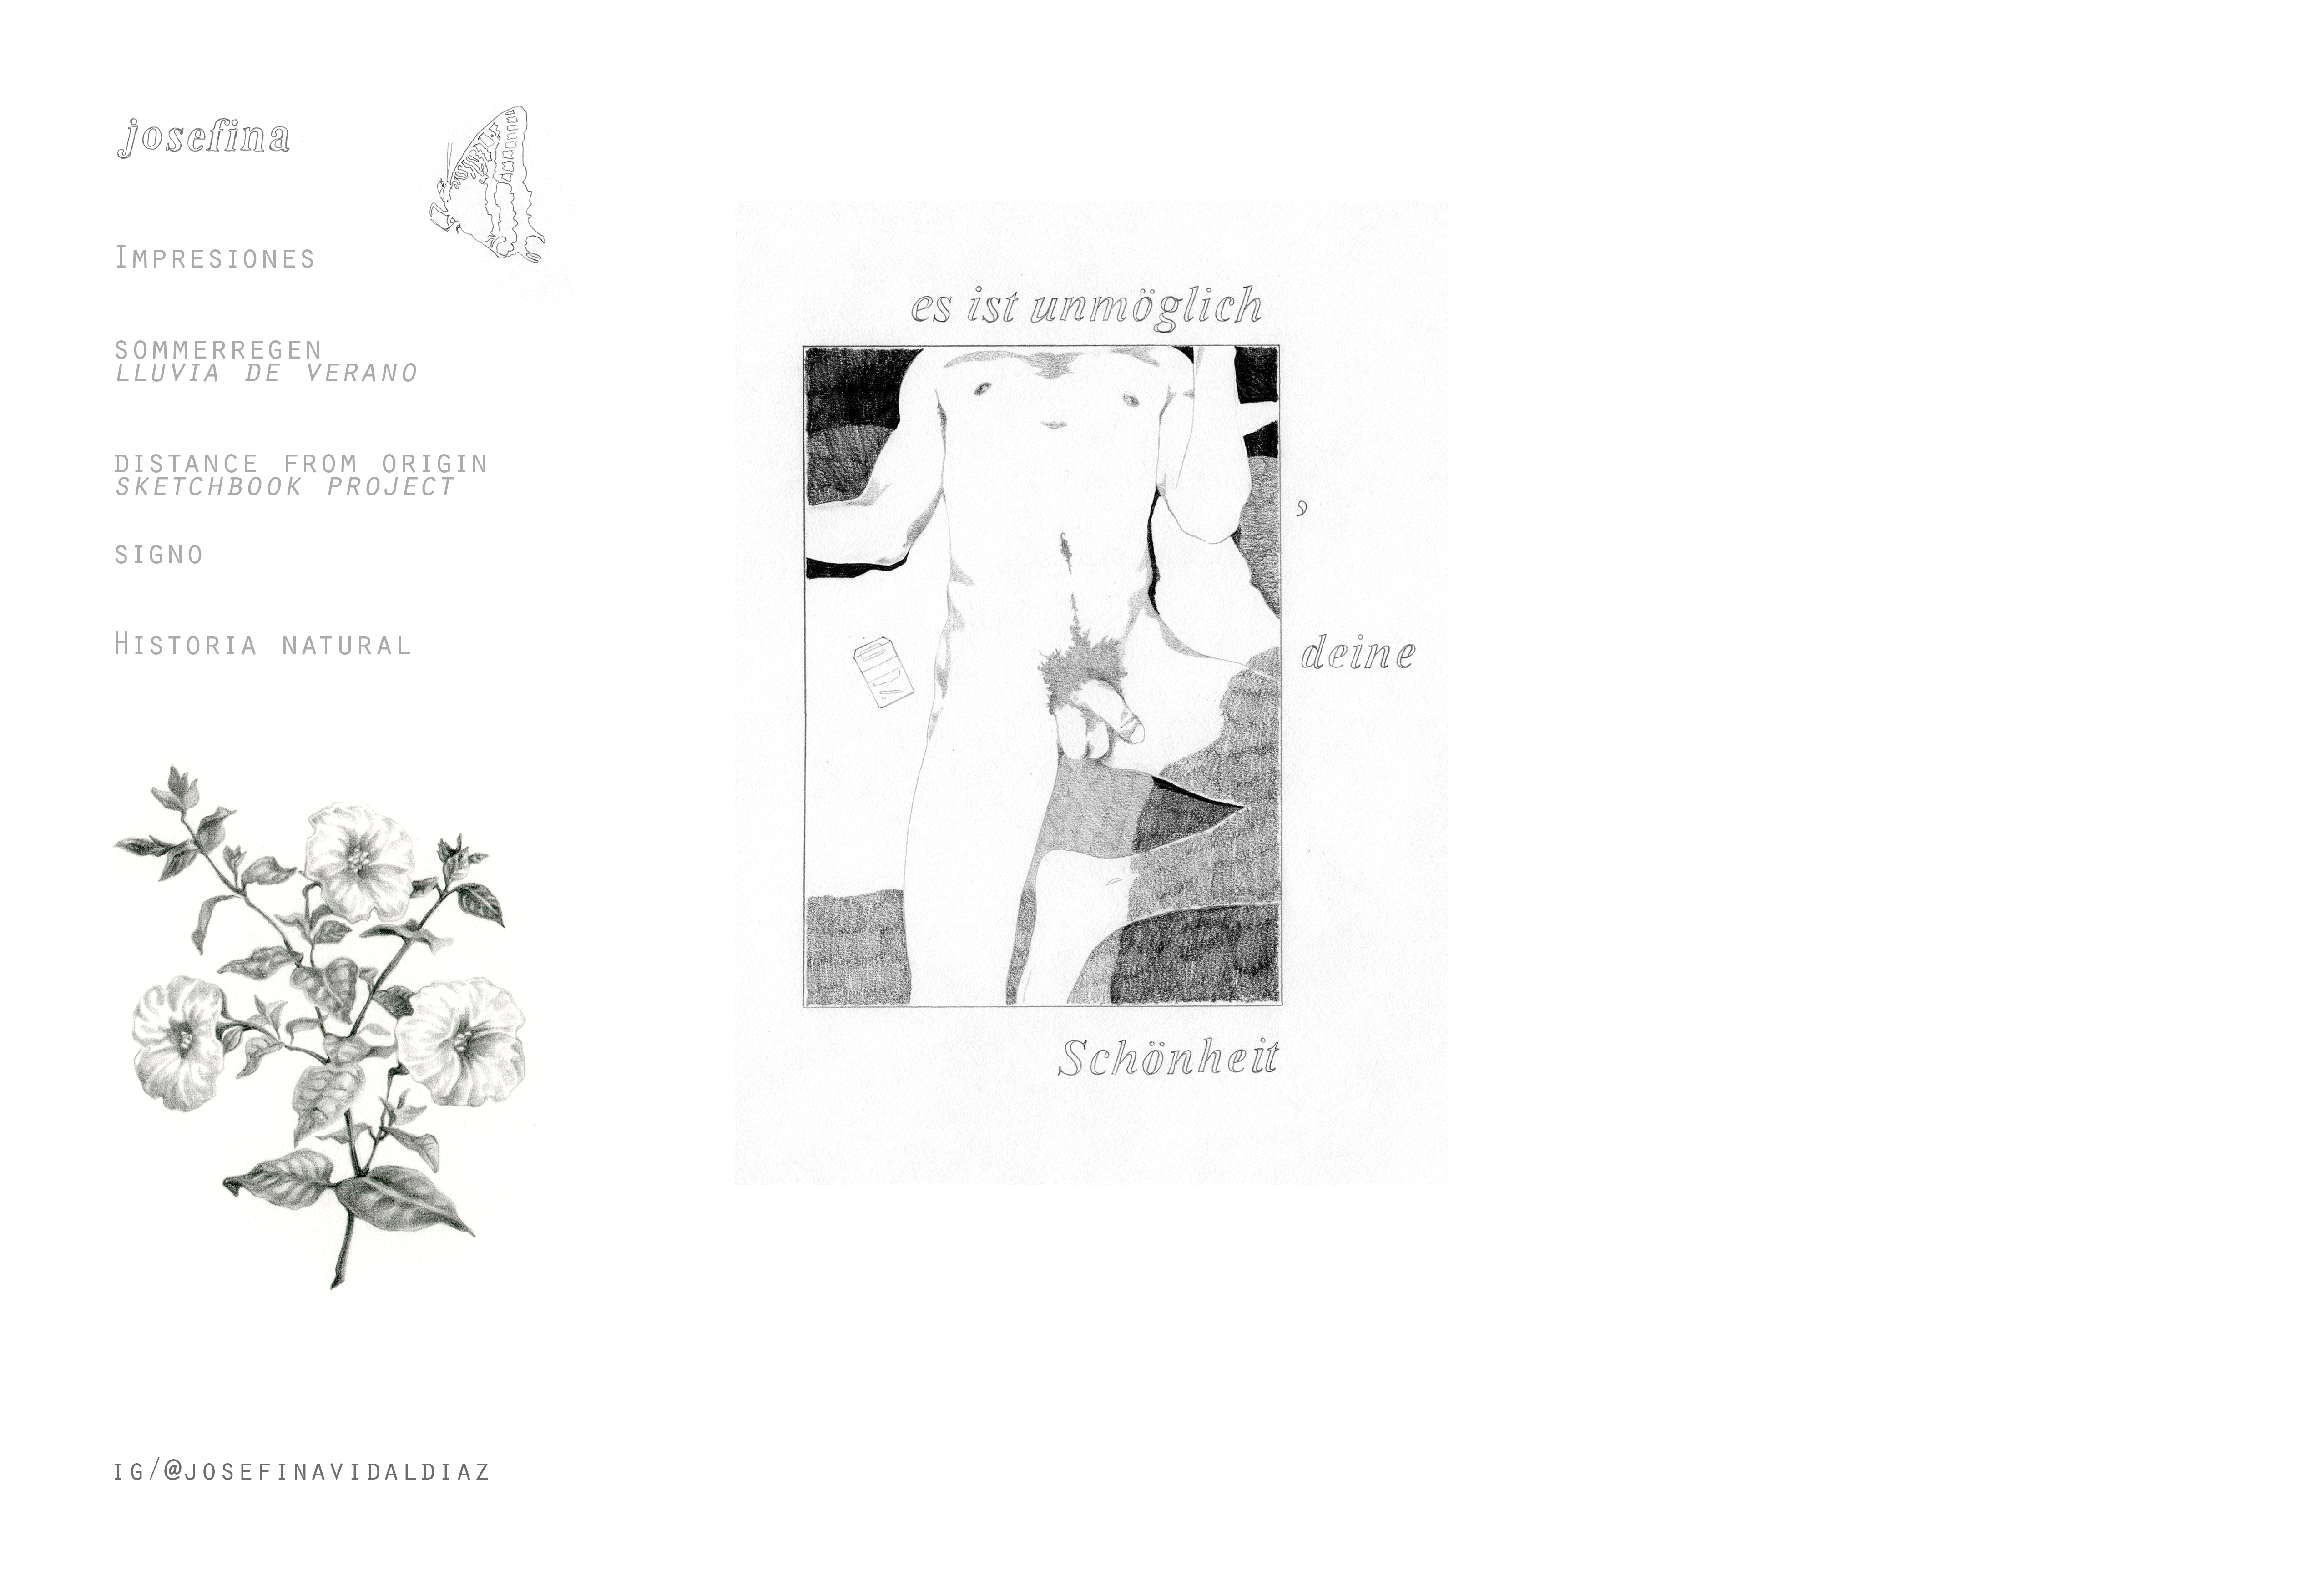 josefina
Impresiones
SOMMERREGEN
LLUVIA DE VERANO
DISTANCE FROM ORIGIN
SKETCHBOOK PROJECT
SIGNO
Historia natural
IG/@JOSEFINAVIDALDIAZ
es ist unmöglich
,
deine
Schönheit